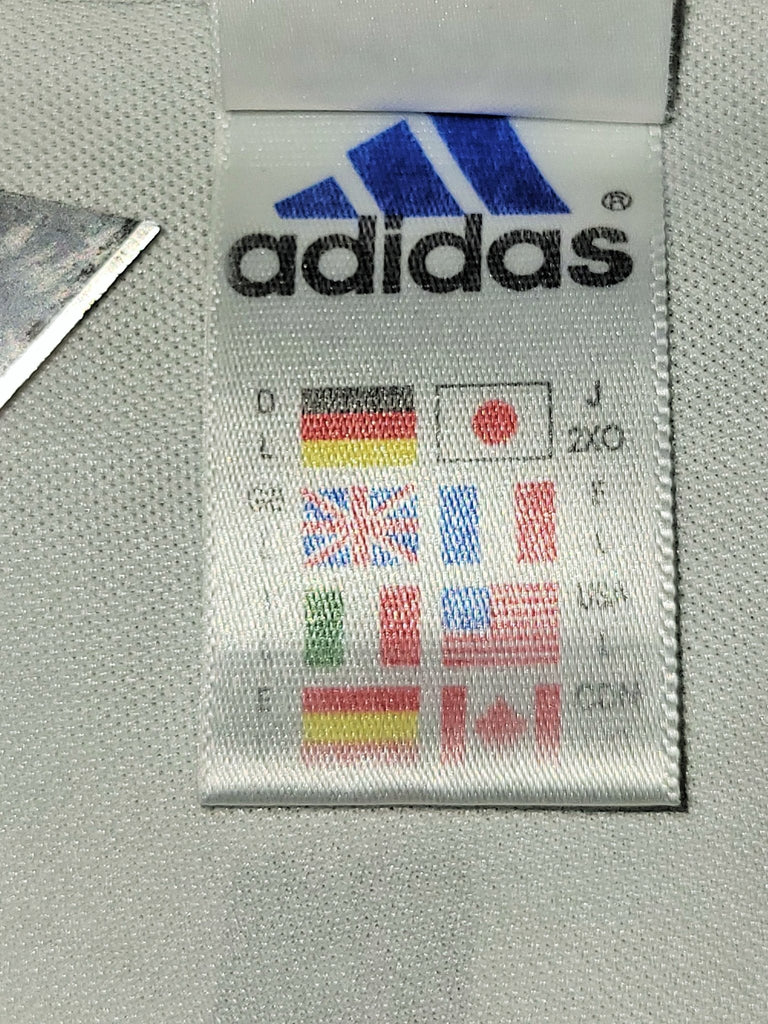 adidas ®
D J
L 2XO
GB F
L L
I USA
L
E CDN